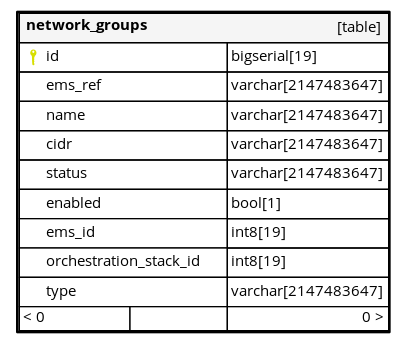 network_groups [table]
id bigserial[19]
ems_ref varchar[2147483647]
name varchar[2147483647]
cidr varchar[2147483647]
status varchar[2147483647]
enabled bool[1]
ems_id int8[19]
orchestration_stack_id int8[19]
type varchar[2147483647]
< 0 0 >